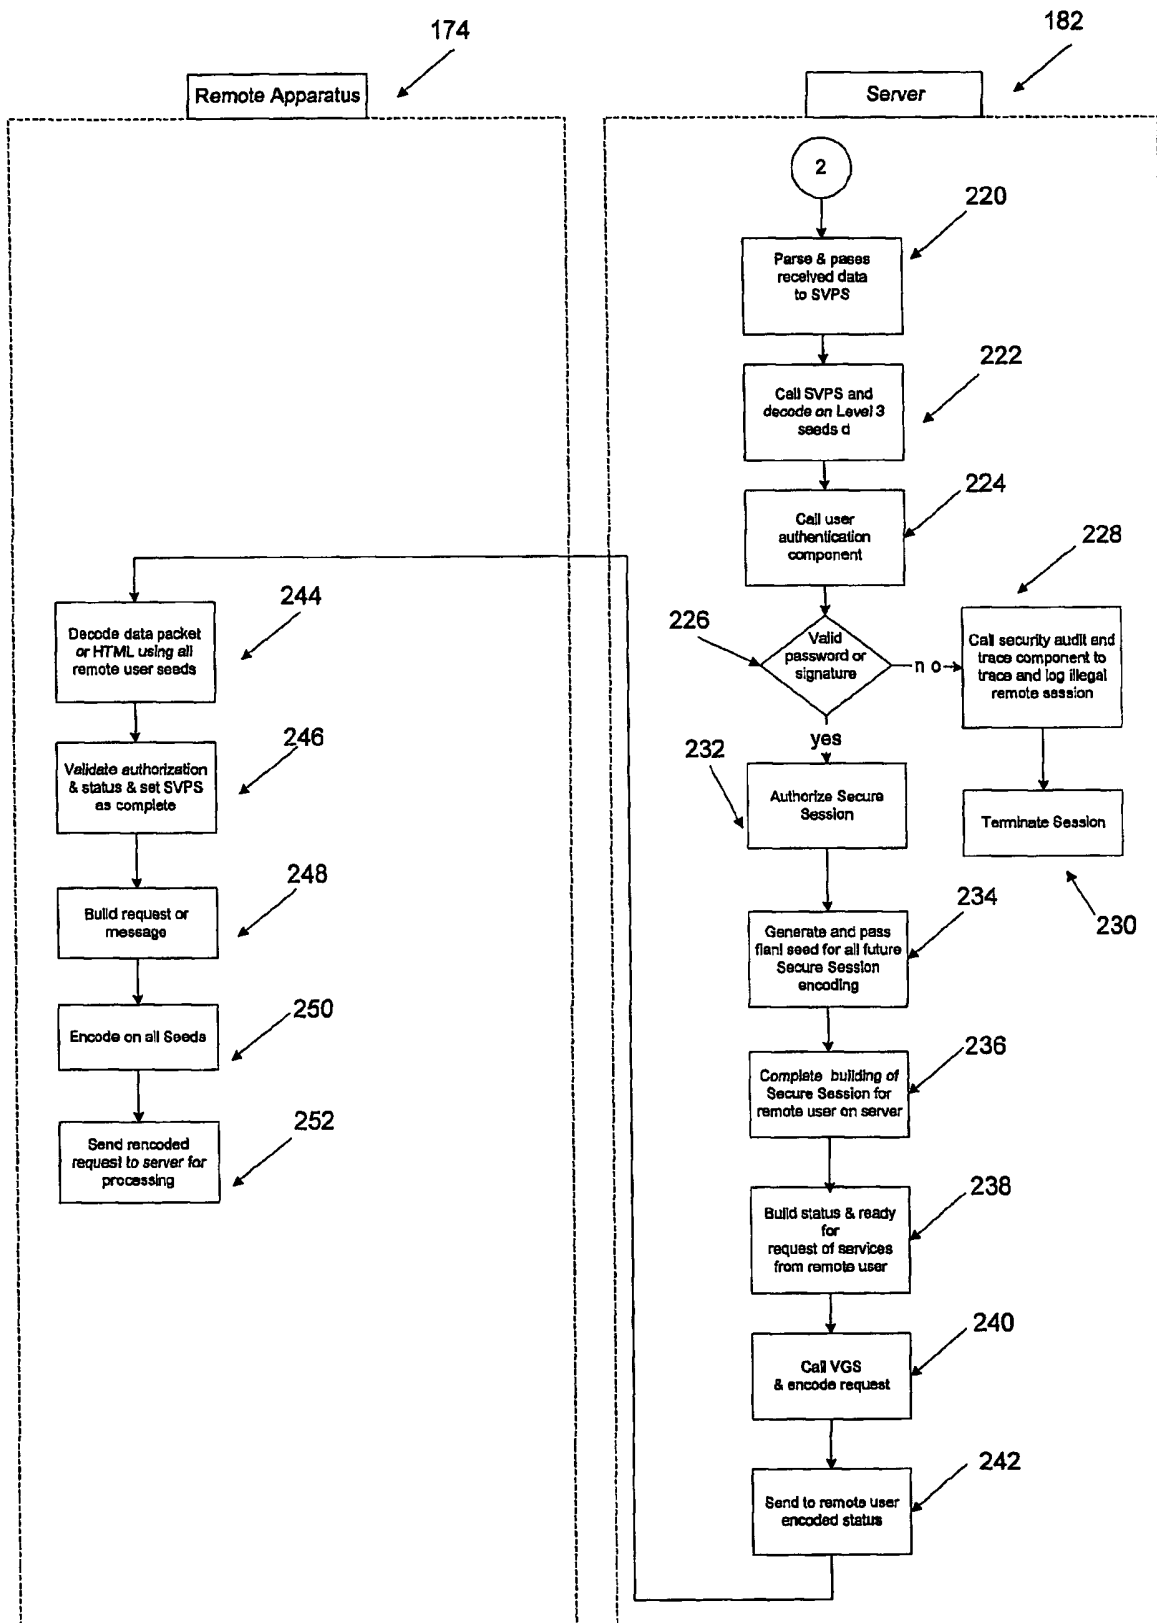 174
Remote Apparatus
244
Decode data packet
or HTML using all
remote user seeds
246
Validate authorization
& status & set SVPS
as complete
248
Build request or
message
250
Encode on all Seeds
252
Send rencoded
request to server for
processing
182
Server
2
220
Parse & pases
received data
to SVPS
222
Call SVPS and
decode on Level 3
seeds d
224
Call user
authentication
component
226
Valid
password or
signature
no
228
Call security audit and
trace component to
trace and log illegal
remote session
Terminate Session
230
yes
232
Authorize Secure
Session
234
Generate and pass
fianl seed for all future
Secure Session
encoding
236
Complete building of
Secure Session for
remote user on server
238
Build status & ready
for
request of services
from remote user
240
Call VGS
& encode request
242
Send to remote user
encoded status